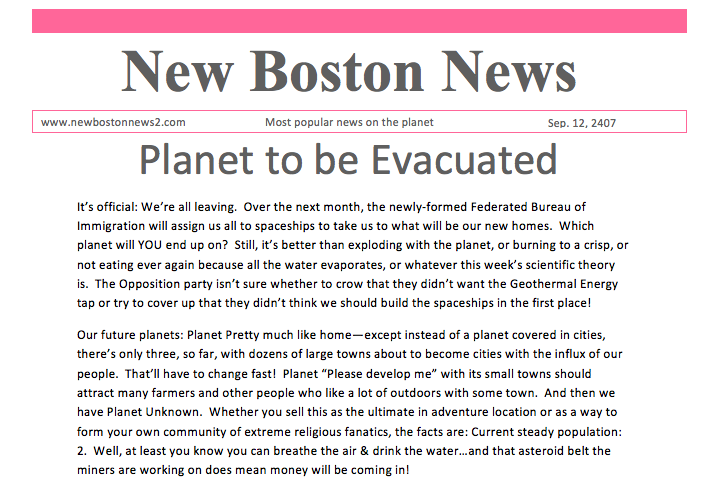 New Boston News
www.newbostonnews2.com Most popular news on the planet Sep. 12, 2407
Planet to be Evacuated
It’s official: We’re all leaving.  Over the next month, the newly-formed Federated Bureau of
Immigration will assign us all to spaceships to take us to what will be our new homes.  Which
planet will YOU end up on?  Still, it’s better than exploding with the planet, or burning to a crisp, or
not eating ever again because all the water evaporates, or whatever this week’s scientific theory
is.  The Opposition party isn’t sure whether to crow that they didn’t want the Geothermal Energy
tap or try to cover up that they didn’t think we should build the spaceships in the first place!
Our future planets: Planet Pretty much like home—except instead of a planet covered in cities,
there’s only three, so far, with dozens of large towns about to become cities with the influx of our
people.  That’ll have to change fast!  Planet “Please develop me” with its small towns should
attract many farmers and other people who like a lot of outdoors with some town.  And then we
have Planet Unknown.  Whether you sell this as the ultimate in adventure location or as a way to
form your own community of extreme religious fanatics, the facts are: Current steady population:
2.  Well, at least you know you can breathe the air & drink the water…and that asteroid belt the
miners are working on does mean money will be coming in!